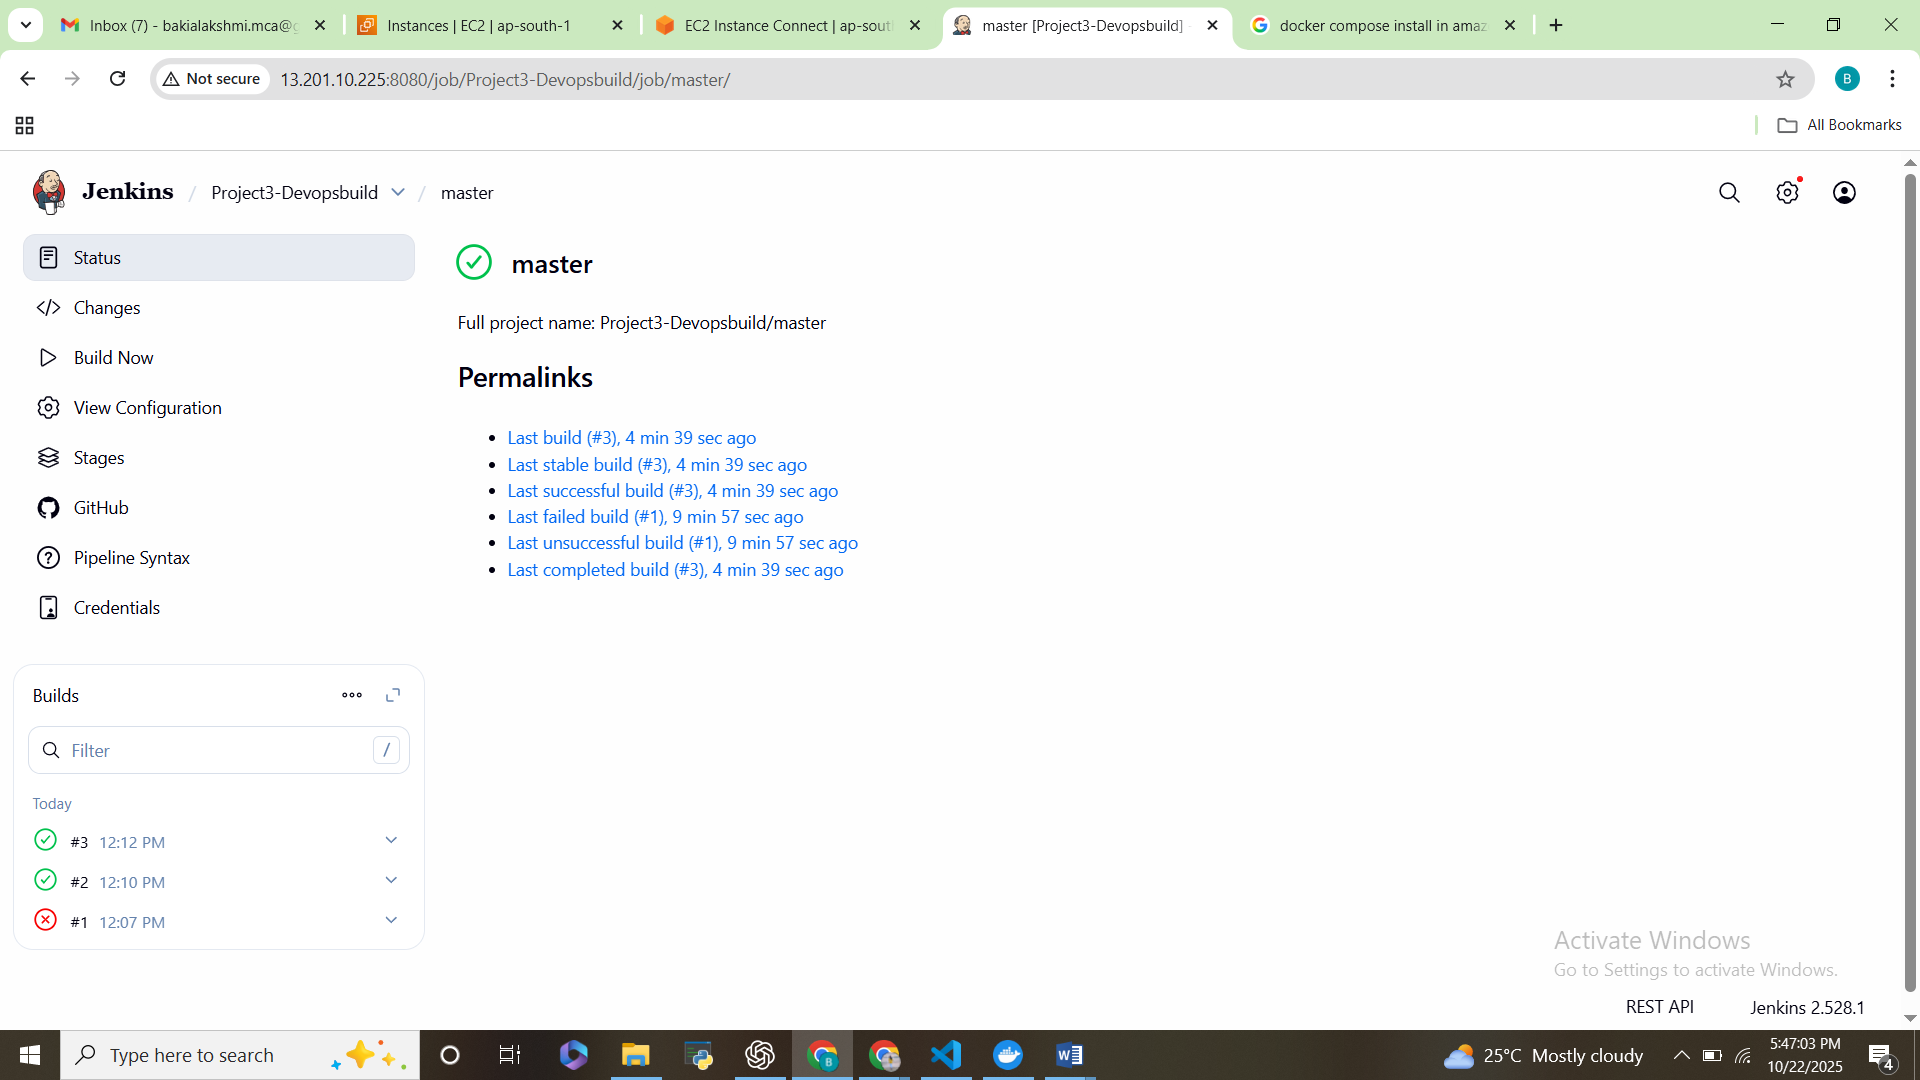 Inbox (7) - bakialakshmi.mca@g
Instances | EC2 | ap-south-1
EC2 Instance Connect | ap-sout
master [Project3-Devopsbuild] -
docker compose install in amaz
Not secure
13.201.10.225:8080/job/Project3-Devopsbuild/job/master/
B
All Bookmarks
Jenkins / Project3-Devopsbuild / master
Status
Changes
Build Now
View Configuration
Stages
GitHub
Pipeline Syntax
Credentials
master
Full project name: Project3-Devopsbuild/master
Permalinks
Last build (#3), 4 min 39 sec ago
Last stable build (#3), 4 min 39 sec ago
Last successful build (#3), 4 min 39 sec ago
Last failed build (#1), 9 min 57 sec ago
Last unsuccessful build (#1), 9 min 57 sec ago
Last completed build (#3), 4 min 39 sec ago
Builds
Filter
/
Today
#3 12:12 PM
#2 12:10 PM
#1 12:07 PM
Activate Windows
Go to Settings to activate Windows.
REST API
Jenkins 2.528.1
Type here to search
B
25°C Mostly cloudy
5:47:03 PM
10/22/2025
4